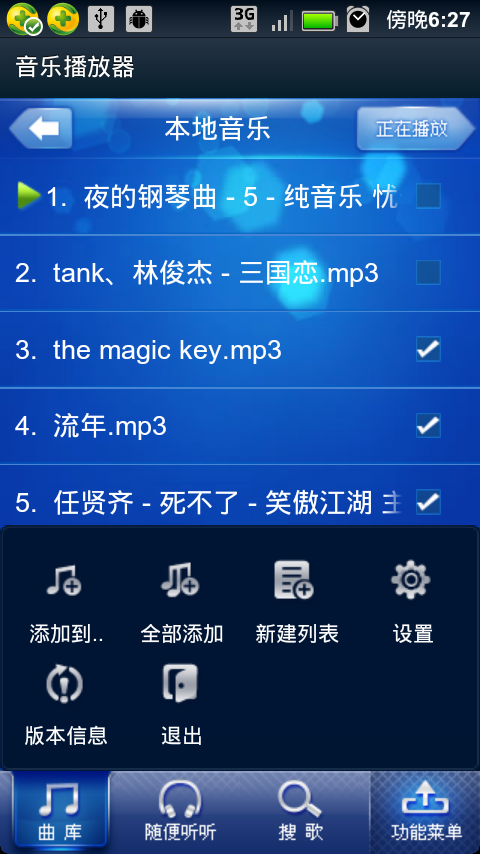 3G
傍晚6:27
音乐播放器
本地音乐
正在播放
1. 夜的钢琴曲 - 5 - 纯音乐 忧
2. tank、林俊杰 - 三国恋.mp3
3. the magic key.mp3
4. 流年.mp3
5. 任贤齐 - 死不了 - 笑傲江湖 主
添加到..
全部添加
新建列表
设置
版本信息
退出
曲 库
随便听听
搜 歌
功能菜单